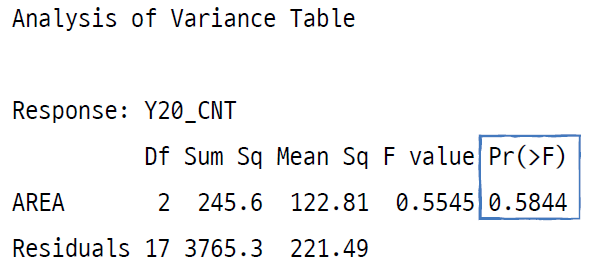 Analysis of Variance Table
Response: Y20_CNT
Df Sum Sq Mean Sq F value Pr(>F)
AREA 2 245.6 122.81 0.5545 0.5844
Residuals 17 3765.3 221.49